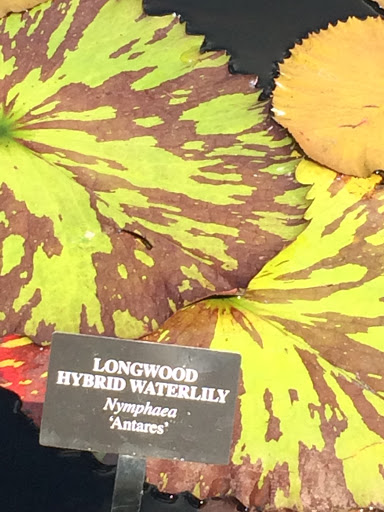 LONGWOOD
HYBRID WATERLILY
Nymphaea
'Antares'